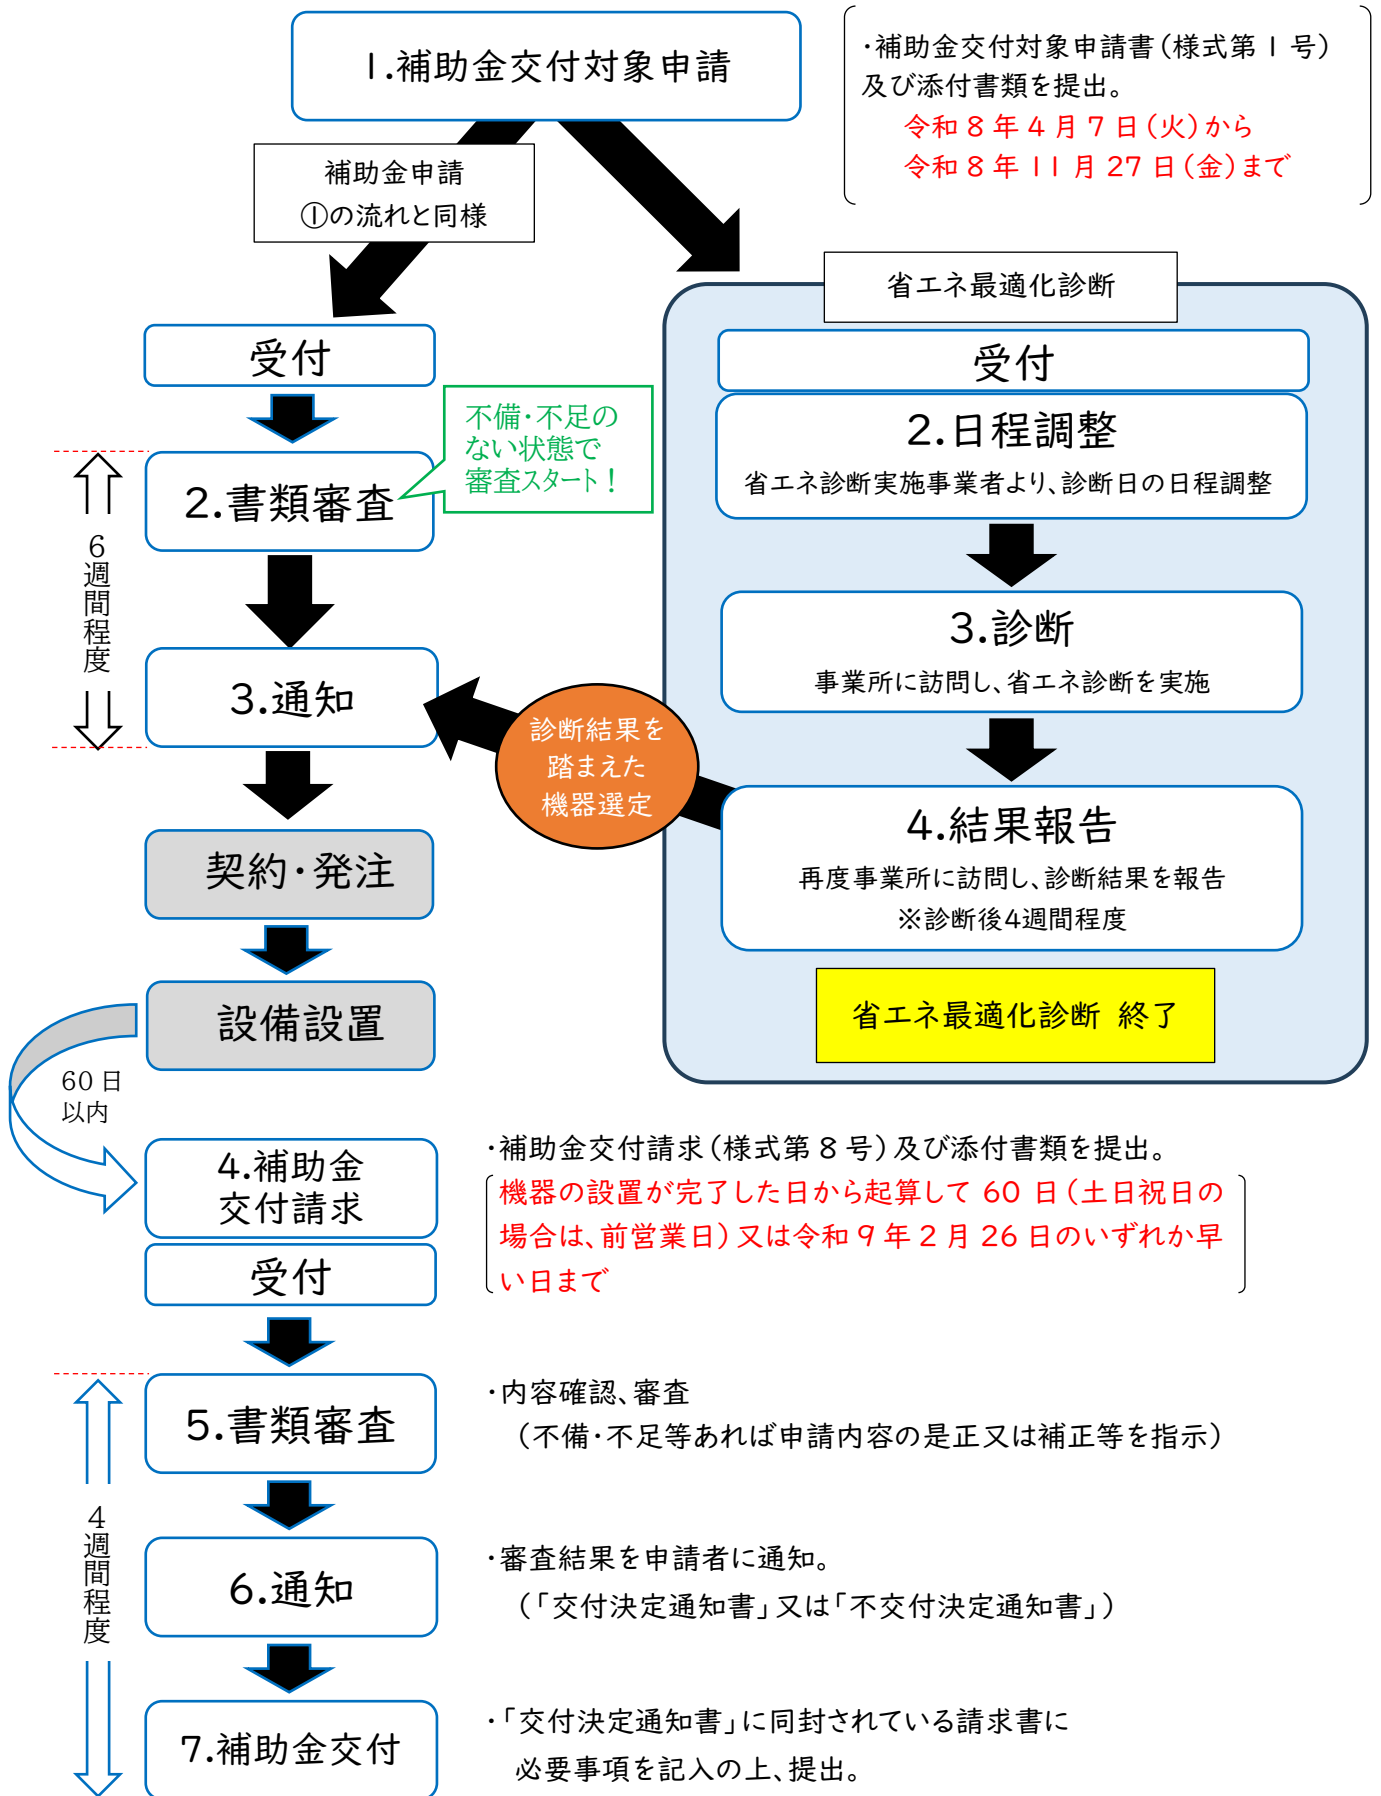 1.補助金交付対象申請
・補助金交付対象申請書(様式第1号)
及び添付書類を提出。
令和8年4月7日(火)から
令和8年11月27日(金)まで
補助金申請
①の流れと同様
受付
不備・不足の
ない状態で
審査スタート！
2.書類審査
6週間程度
3.通知
契約・発注
設備設置
60日
以内
省エネ最適化診断
受付
2.日程調整
省エネ診断実施事業者より、診断日の日程調整
3.診断
事業所に訪問し、省エネ診断を実施
4.結果報告
再度事業所に訪問し、診断結果を報告
※診断後4週間程度
診断結果を
踏まえた
機器選定
省エネ最適化診断 終了
4.補助金
交付請求
受付
・補助金交付請求(様式第8号)及び添付書類を提出。
機器の設置が完了した日から起算して60日(土日祝日の
場合は、前営業日)又は令和9年2月26日のいずれか早
い日まで
5.書類審査
・内容確認、審査
(不備・不足等あれば申請内容の是正又は補正等を指示)
4週間程度
6.通知
・審査結果を申請者に通知。
(「交付決定通知書」又は「不交付決定通知書」)
7.補助金交付
・「交付決定通知書」に同封されている請求書に
必要事項を記入の上、提出。